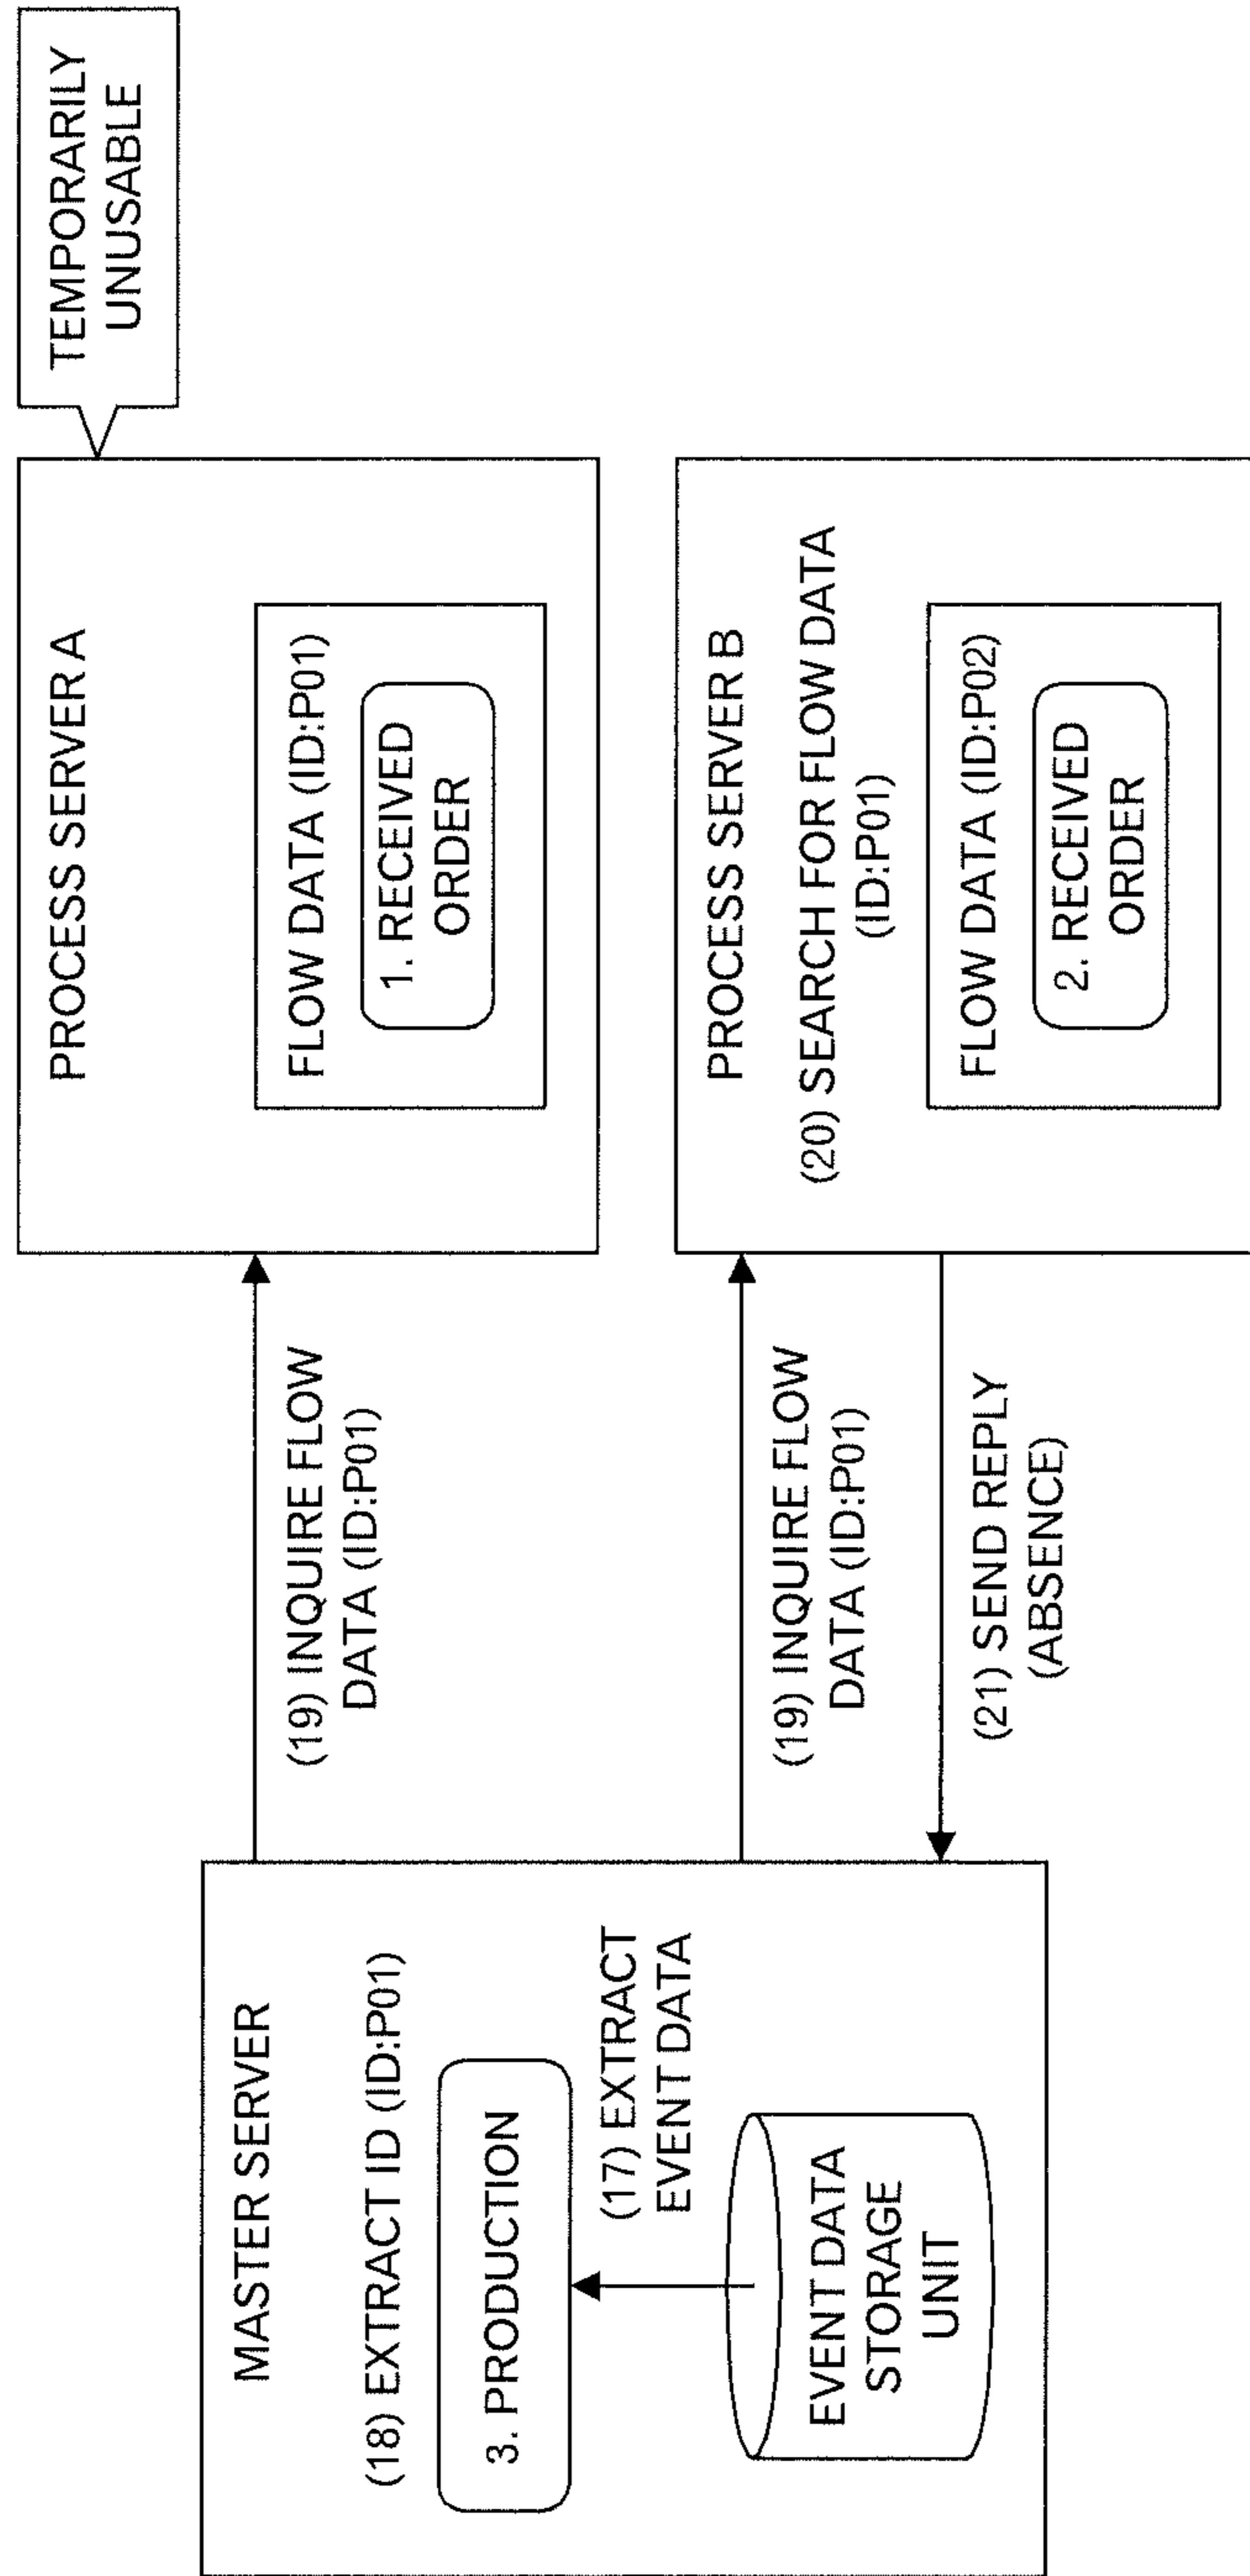 TEMPORARILY
UNUSABLE
PROCESS SERVER A
FLOW DATA (ID:P01)
1. RECEIVED
ORDER
(19) INQUIRE FLOW
DATA (ID:P01)
MASTER SERVER
(18) EXTRACT ID (ID:P01)
3. PRODUCTION
(17) EXTRACT
EVENT DATA
EVENT DATA
STORAGE
UNIT
(19) INQUIRE FLOW
DATA (ID:P01)
(21) SEND REPLY
(ABSENCE)
PROCESS SERVER B
(20) SEARCH FOR FLOW DATA
(ID:P01)
FLOW DATA (ID:P02)
2. RECEIVED
ORDER